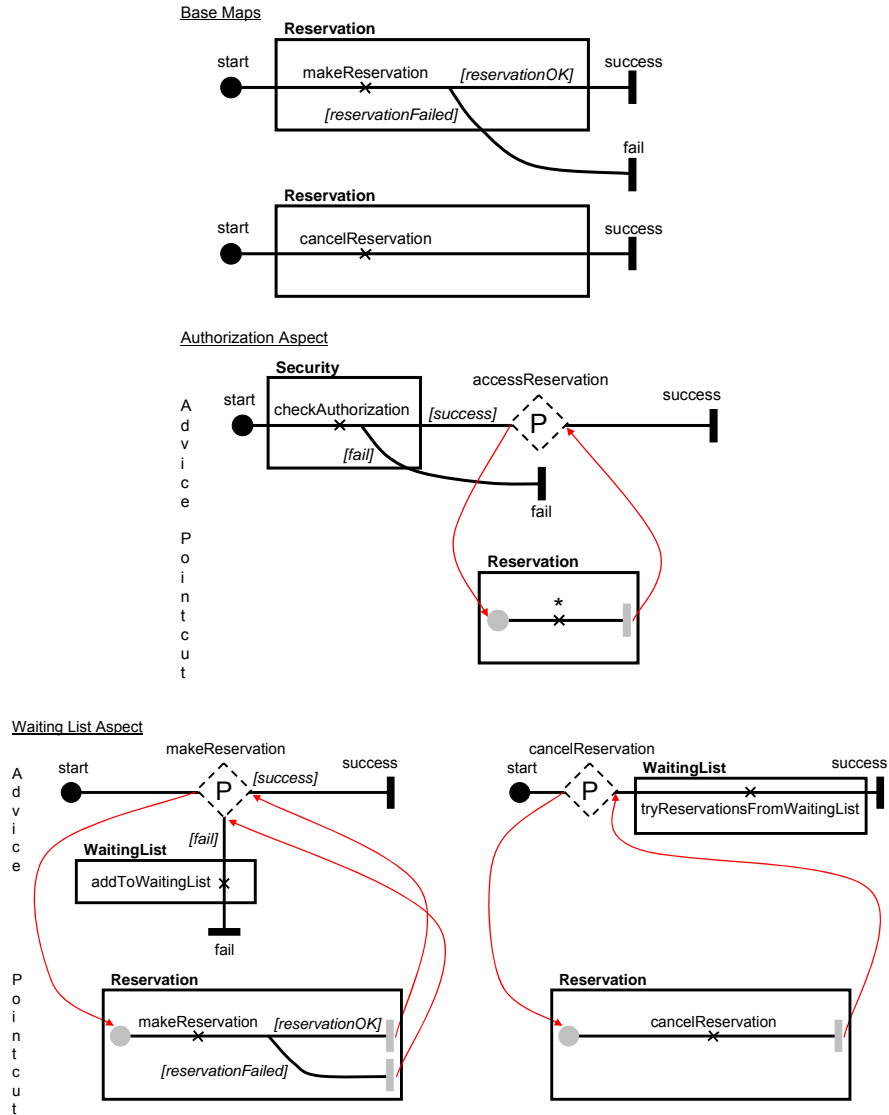 Base Maps
Reservation
start
success
makeReservation
[reservationOK]
[reservationFailed]
fail
Reservation
start
success
cancelReservation
Authorization Aspect
Security
accessReservation
success
start
checkAuthorization
[success]
P
[fail]
fail
Advice
Pointcut
Reservation
*
Waiting List Aspect
makeReservation
start
[success]
success
P
[fail]
WaitingList
addToWaitingList
fail
Advice
cancelReservation
start
WaitingList
success
P
tryReservationsFromWaitingList
Pointcut
Reservation
makeReservation
[reservationOK]
[reservationFailed]
Reservation
cancelReservation